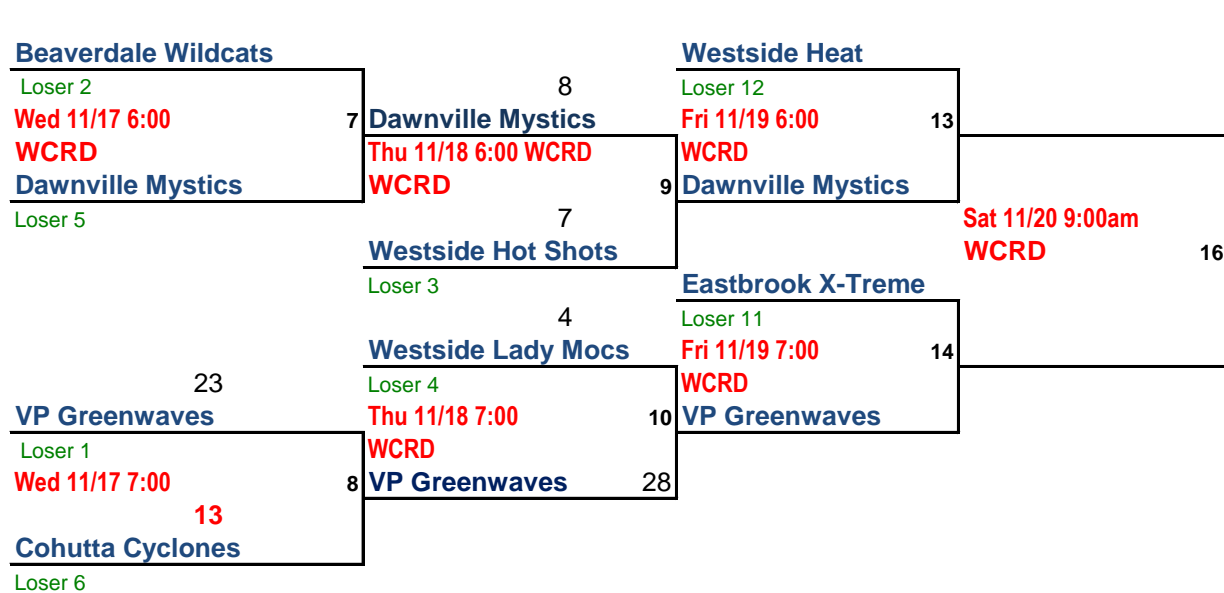 Beaverdale Wildcats
Westside Heat
Loser 2
8
Loser 12
Wed 11/17 6:00
7
Dawnville Mystics
Fri 11/19 6:00
13
WCRD
Thu 11/18 6:00 WCRD
WCRD
Dawnville Mystics
WCRD
9
Dawnville Mystics
Loser 5
7
Sat 11/20 9:00am
Westside Hot Shots
WCRD
16
Loser 3
Eastbrook X-Treme
4
Loser 11
Westside Lady Mocs
Fri 11/19 7:00
14
23
Loser 4
WCRD
VP Greenwaves
Thu 11/18 7:00
10
VP Greenwaves
Loser 1
WCRD
Wed 11/17 7:00
8
VP Greenwaves
28
13
Cohutta Cyclones
Loser 6